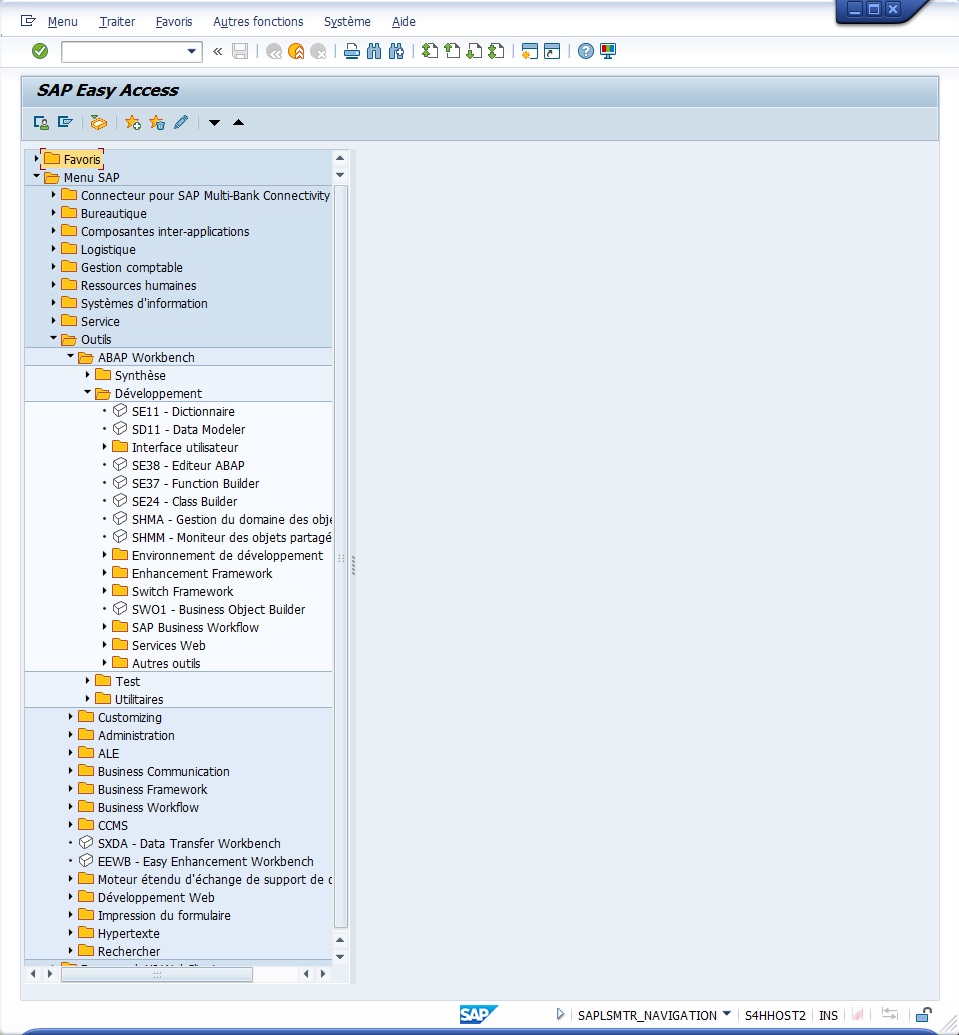 Menu Traiter Favoris Autres fonctions Système Aide
SAP Easy Access
Favoris
Menu SAP
Connecteur pour SAP Multi-Bank Connectivity
Bureautique
Composantes inter-applications
Logistique
Gestion comptable
Ressources humaines
Systèmes d'information
Service
Outils
ABAP Workbench
Synthèse
Développement
SE11 - Dictionnaire
SD11 - Data Modeler
Interface utilisateur
SE38 - Editeur ABAP
SE37 - Function Builder
SE24 - Class Builder
SHMA - Gestion du domaine des obje
SHMM - Moniteur des objets partagé
Environnement de développement
Enhancement Framework
Switch Framework
SWO1 - Business Object Builder
SAP Business Workflow
Services Web
Autres outils
Test
Utilitaires
Customizing
Administration
ALE
Business Communication
Business Framework
Business Workflow
CCMS
SXDA - Data Transfer Workbench
EEWB - Easy Enhancement Workbench
Moteur étendu d'échange de support de d
Développement Web
Impression du formulaire
Hypertexte
Rechercher
SAP SAPLSMTR_NAVIGATION S4HHOST2 INS